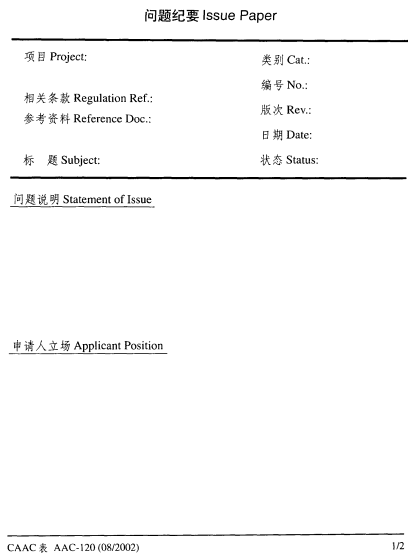 问题纪要 Issue Paper
项目 Project:
类别 Cat.:
编号 No.:
相关条款 Regulation Ref.:
版次 Rev.:
参考资料 Reference Doc.:
日期 Date:
标 题 Subject:
状态 Status:
问题说明 Statement of Issue
申请人立场 Applicant Position
CAAC 表 AAC-120 (08/2002)
1/2